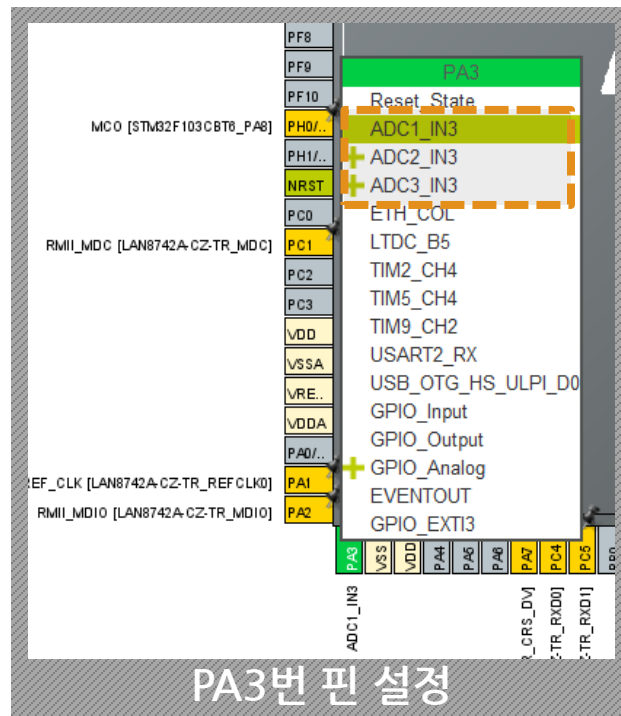 PF8
PF9
PF10
MCO [STM32F103CBT6_PA8]
PH0/..
PH1/..
NRST
PC0
RMII_MDC [LAN8742A-CZ-TR_MDC]
PC1
PC2
PC3
VDD
VSSA
VRE..
VDDA
PA0/..
REF_CLK [LAN8742A-CZ-TR_REFCLK0]
PA1
RMII_MDIO [LAN8742A-CZ-TR_MDIO]
PA2
PA3
Reset_State
ADC1_IN3
ADC2_IN3
ADC3_IN3
ETH_COL
LTDC_B5
TIM2_CH4
TIM5_CH4
TIM9_CH2
USART2_RX
USB_OTG_HS_ULPI_D0
GPIO_Input
GPIO_Output
GPIO_Analog
EVENTOUT
GPIO_EXTI3
PA3
VSS
VDD
PA4
PA5
PA6
PA7
PC4
PC5
ADC1_IN3
R_CRS_DV]
Z-TR_RXD0]
Z-TR_RXD1]
PA3번 핀 설정